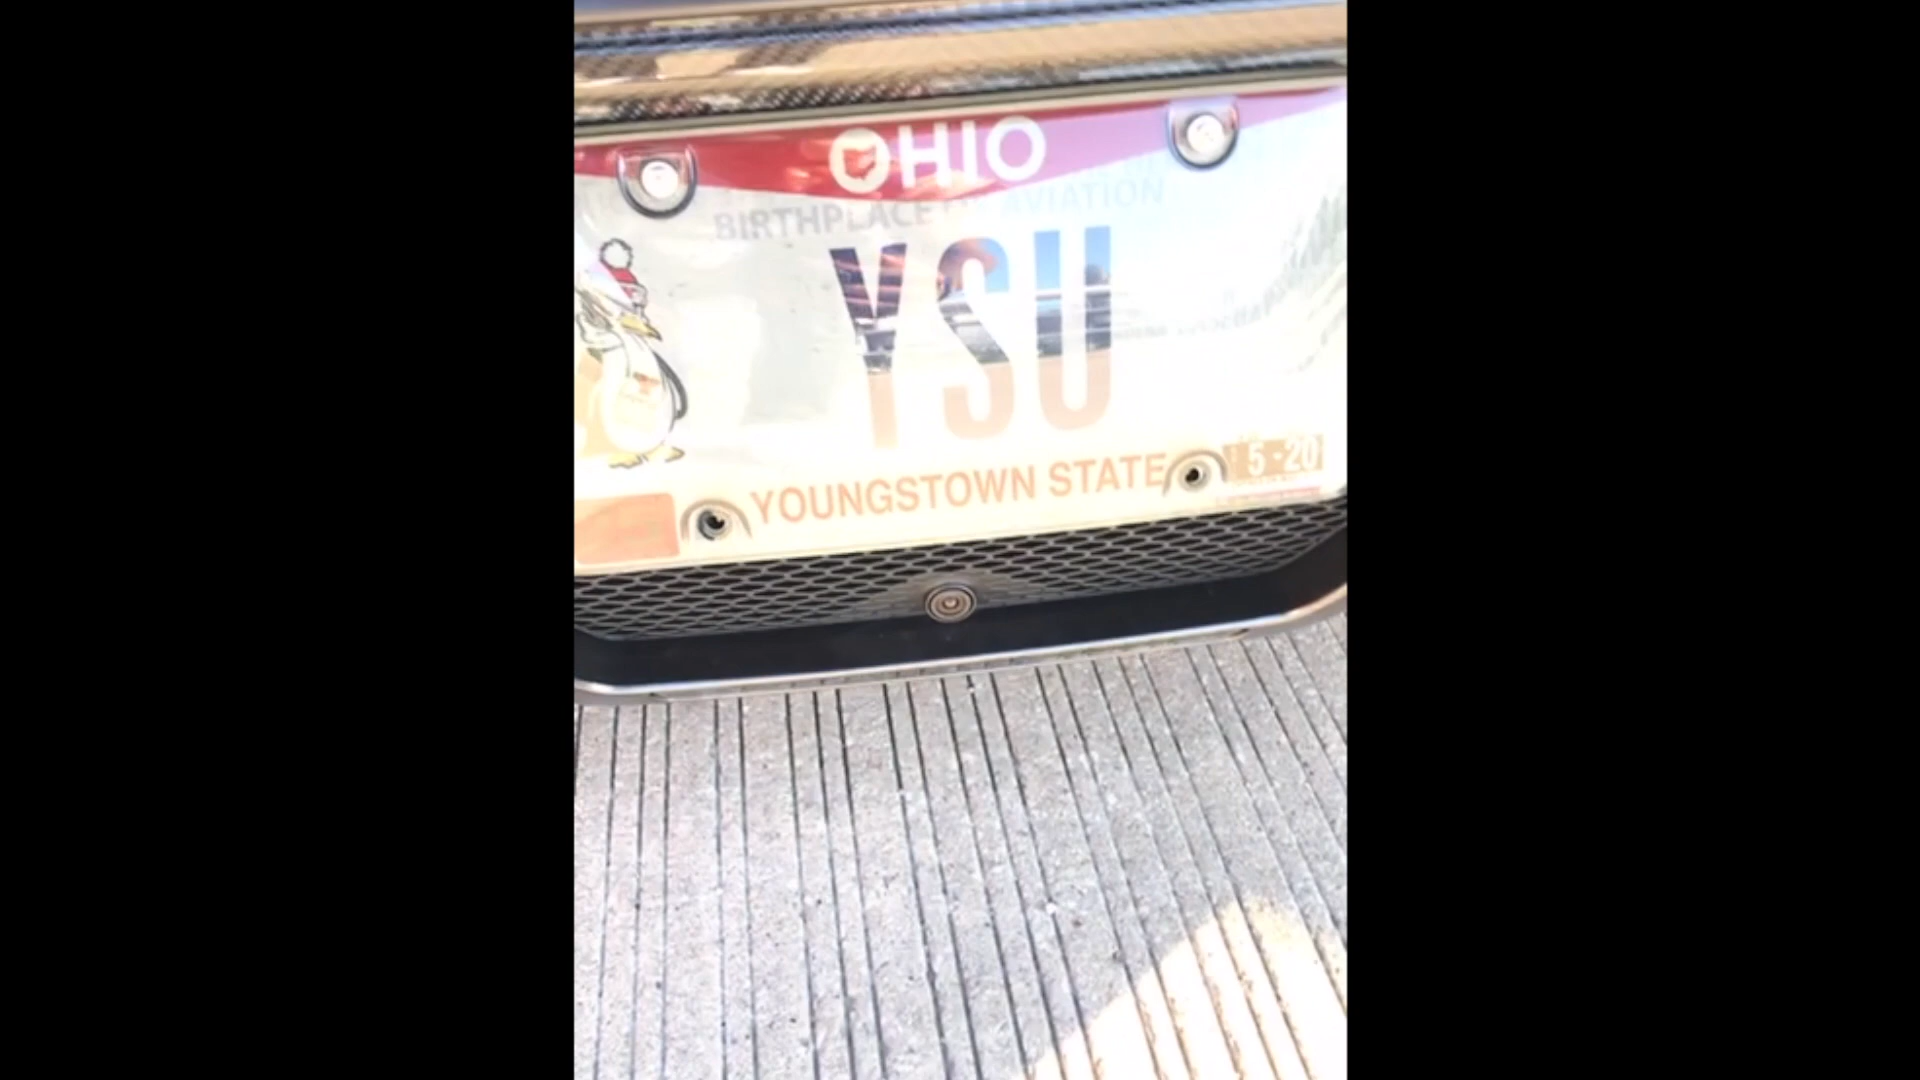 OHIO
BIRTHPLACE OF AVIATION
YSU
YOUNGSTOWN STATE
5-20